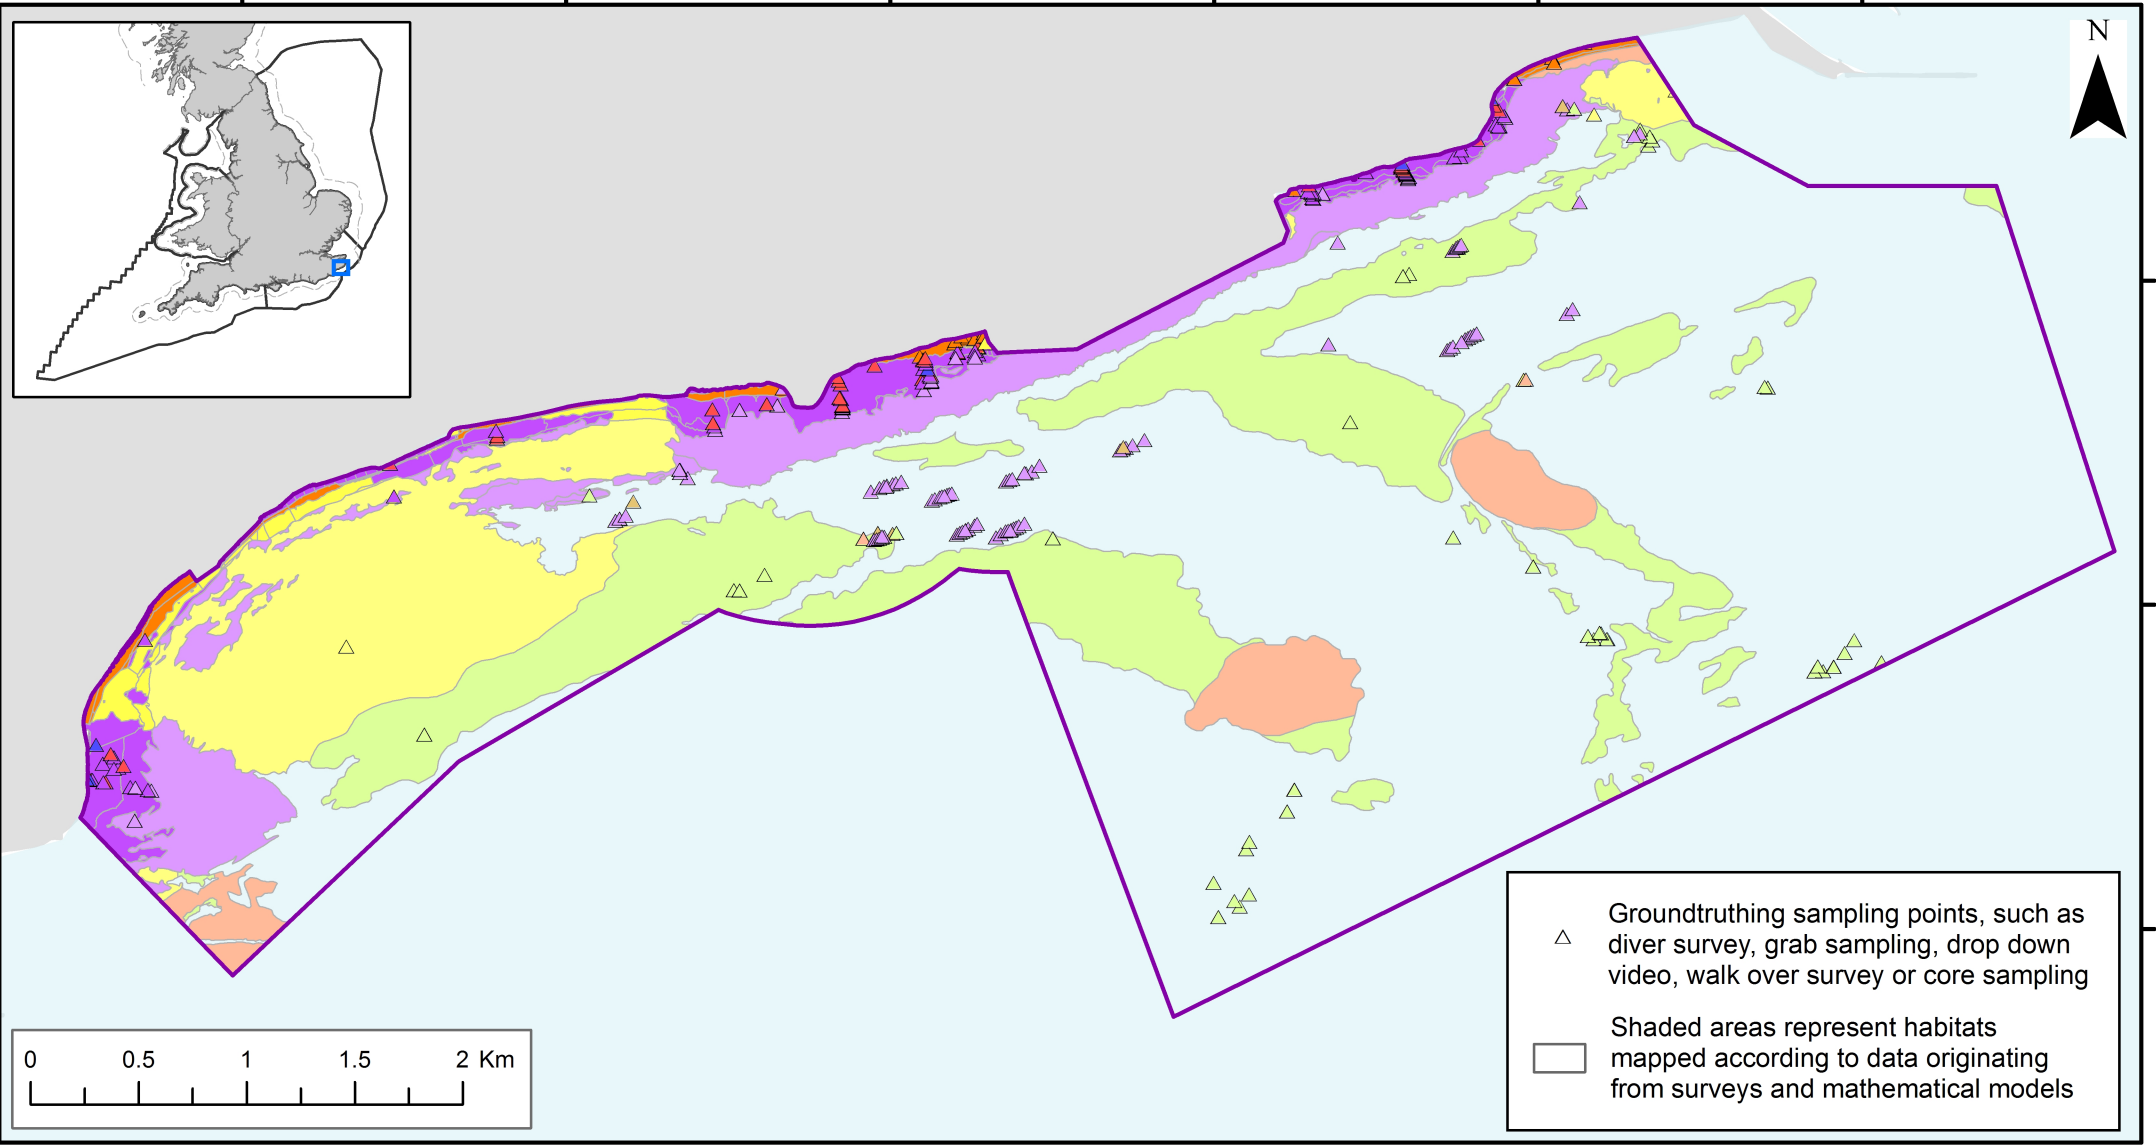 N
Groundtruthing sampling points, such as
diver survey, grab sampling, drop down
video, walk over survey or core sampling
Shaded areas represent habitats
mapped according to data originating
from surveys and mathematical models
0 0.5 1 1.5 2 Km